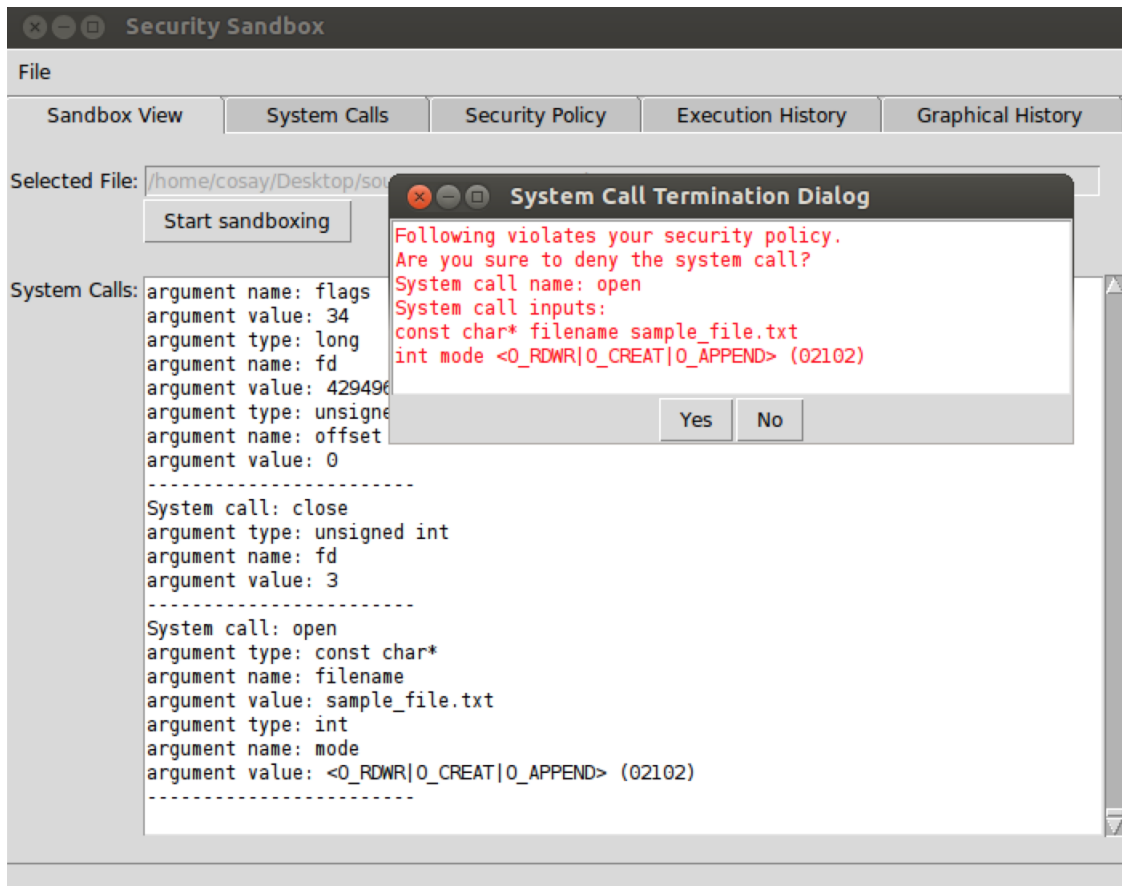 Security Sandbox
File
Sandbox View
System Calls
Security Policy
Execution History
Graphical History
Selected File: /home/cosay/Desktop/sou
Start sandboxing
System Call Termination Dialog
Following violates your security policy.
Are you sure to deny the system call?
System call name: open
System call inputs:
const char* filename sample_file.txt
int mode <O_RDWR|O_CREAT|O_APPEND> (02102)
Yes
No
System Calls:
argument name: flags
argument value: 34
argument type: long
argument name: fd
argument value: 429496
argument type: unsigne
argument name: offset
argument value: 0
------------------------
System call: close
argument type: unsigned int
argument name: fd
argument value: 3
------------------------
System call: open
argument type: const char*
argument name: filename
argument value: sample_file.txt
argument type: int
argument name: mode
argument value: <O_RDWR|O_CREAT|O_APPEND> (02102)
------------------------